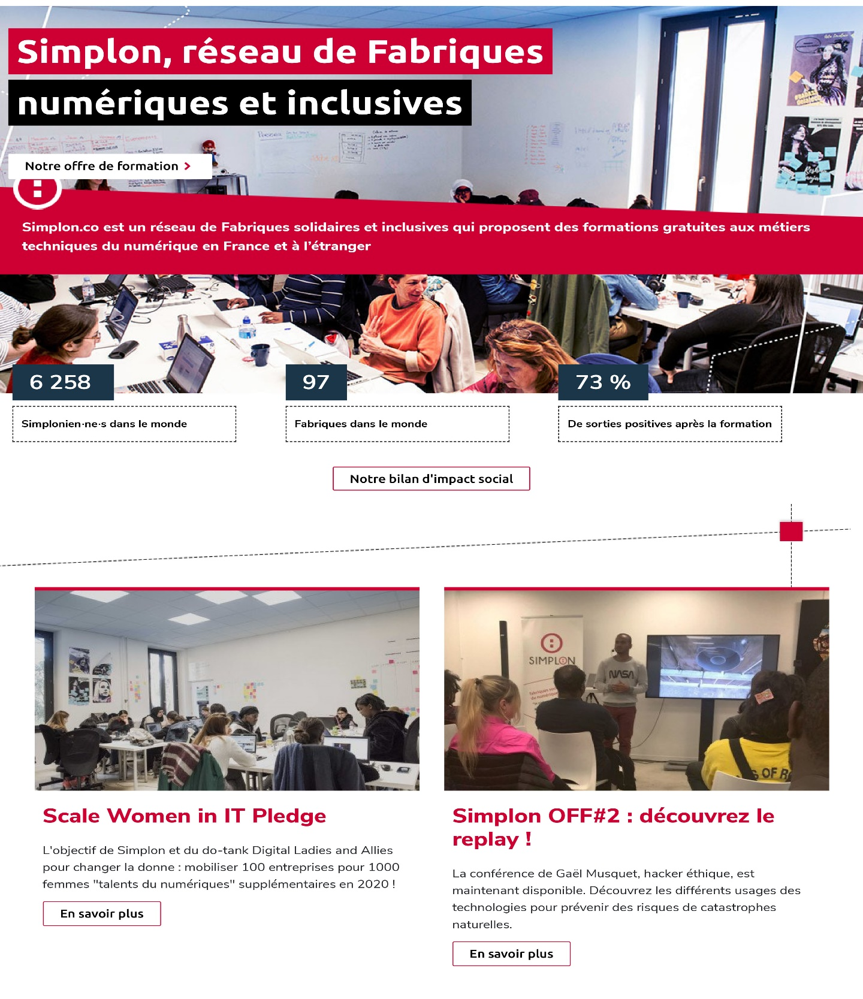 Simplon, réseau de Fabriques
numériques et inclusives
Notre offre de formation >
Simplon.co est un réseau de Fabriques solidaires et inclusives qui proposent des formations gratuites aux métiers
techniques du numérique en France et à l’étranger
6 258
97
73 %
Simplonien·ne·s dans le monde
Fabriques dans le monde
De sorties positives après la formation
Notre bilan d'impact social
SIMPLON
NASA
Scale Women in IT Pledge
L'objectif de Simplon et du do-tank Digital Ladies and Allies
pour changer la donne : mobiliser 100 entreprises pour 1000
femmes "talents du numériques" supplémentaires en 2020 !
En savoir plus
Simplon OFF#2 : découvrez le
replay !
La conférence de Gaël Musquet, hacker éthique, est
maintenant disponible. Découvrez les différents usages des
technologies pour prévenir des risques de catastrophes
naturelles.
En savoir plus